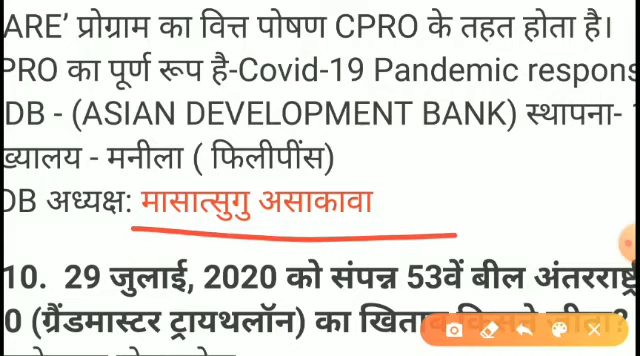 ARE’ प्रोग्राम का वित्त पोषण CPRO के तहत होता है।
PRO का पूर्ण रूप है-Covid-19 Pandemic respons
DB - (ASIAN DEVELOPMENT BANK) स्थापना-
ख्यालय - मनीला ( फिलीपींस)
DB अध्यक्ष: मासात्सुगु असाकावा
10. 29 जुलाई, 2020 को संपन्न 53वें बील अंतरराष्ट्र
0 (ग्रैंडमास्टर ट्रायथलॉन) का खिताब किसने जीता?